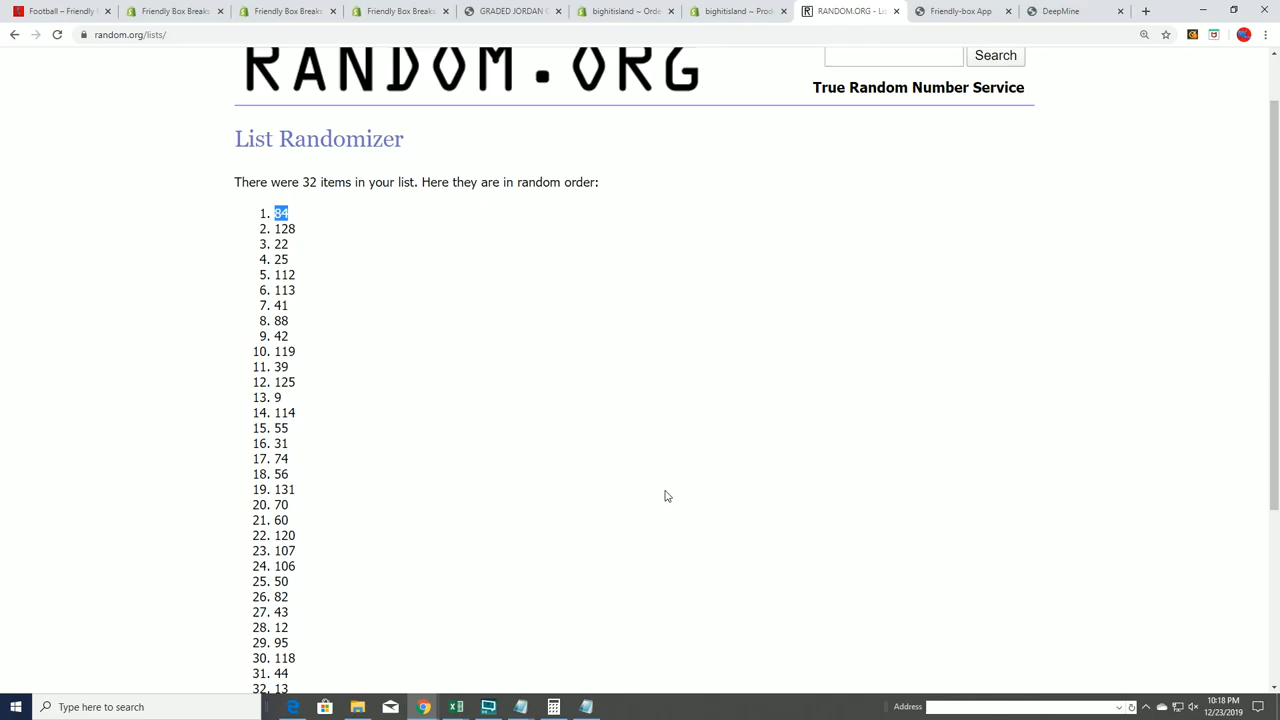 Football – Friendly
Friendly Box Breaks
Friendly Box Breaks
Friendly Box Breaks
GRADED JORDAN
bighitisland ~ Orde
bighitisland ~ Prod
RANDOM.ORG - Li
Friendly-box App
DeepMine
random.org/lists/
RANDOM.ORG
Search
True Random Number Service
List Randomizer
There were 32 items in your list. Here they are in random order:
1. 84
2. 128
3. 22
4. 25
5. 112
6. 113
7. 41
8. 88
9. 42
10. 119
11. 39
12. 125
13. 9
14. 114
15. 55
16. 31
17. 74
18. 56
19. 131
20. 70
21. 60
22. 120
23. 107
24. 106
25. 50
26. 82
27. 43
28. 12
29. 95
30. 118
31. 44
32. 13
Type here to search
Address
10:18 PM
12/23/2019